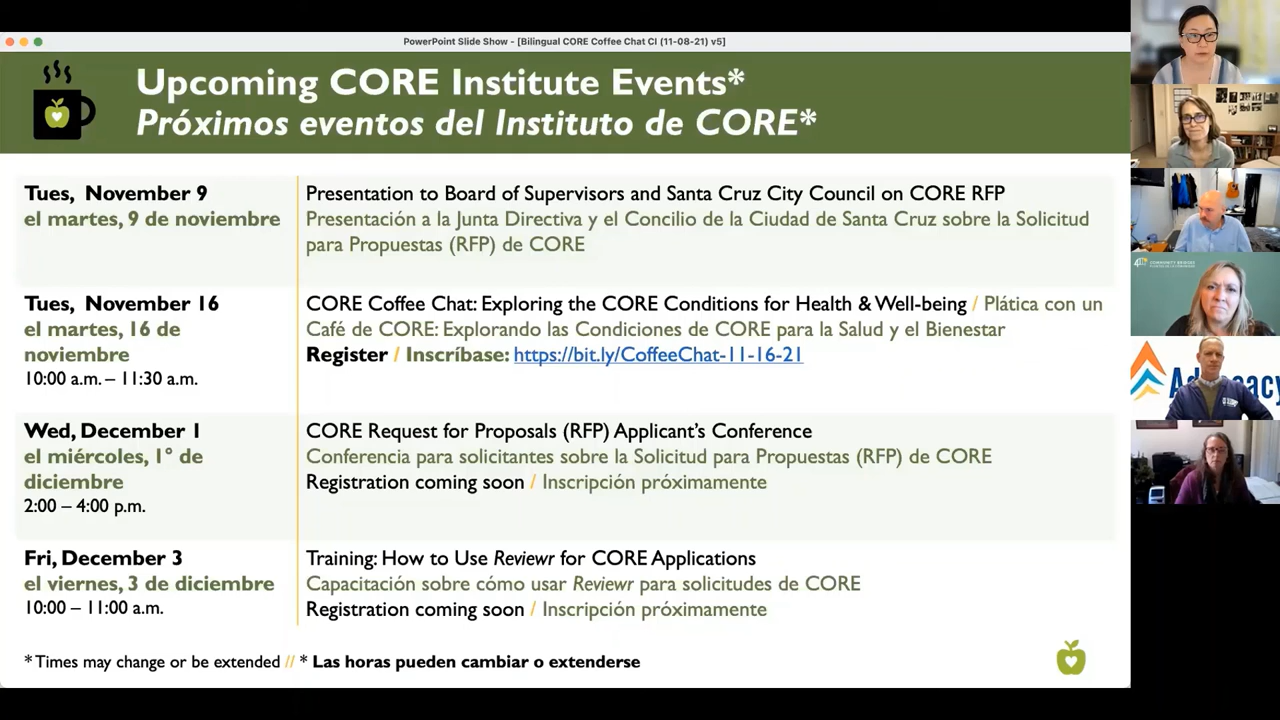 PowerPoint Slide Show - [Bilingual CORE Coffee Chat CI (11-08-21) v5]
Upcoming CORE Institute Events*
Próximos eventos del Instituto de CORE*
Tues, November 9
el martes, 9 de noviembre
Presentation to Board of Supervisors and Santa Cruz City Council on CORE RFP
Presentación a la Junta Directiva y el Concilio de la Ciudad de Santa Cruz sobre la Solicitud
para Propuestas (RFP) de CORE
Tues, November 16
el martes, 16 de
noviembre
10:00 a.m. – 11:30 a.m.
CORE Coffee Chat: Exploring the CORE Conditions for Health & Well-being / Plática con un
Café de CORE: Explorando las Condiciones de CORE para la Salud y el Bienestar
Register / Inscríbase: https://bit.ly/CoffeeChat-11-16-21
Wed, December 1
el miércoles, 1° de
diciembre
2:00 – 4:00 p.m.
CORE Request for Proposals (RFP) Applicant's Conference
Conferencia para solicitantes sobre la Solicitud para Propuestas (RFP) de CORE
Registration coming soon / Inscripción próximamente
Fri, December 3
el viernes, 3 de diciembre
10:00 – 11:00 a.m.
Training: How to Use Reviewr for CORE Applications
Capacitación sobre cómo usar Reviewr para solicitudes de CORE
Registration coming soon / Inscripción próximamente
* Times may change or be extended // * Las horas pueden cambiar o extenderse
COMMUNITY BRIDGES